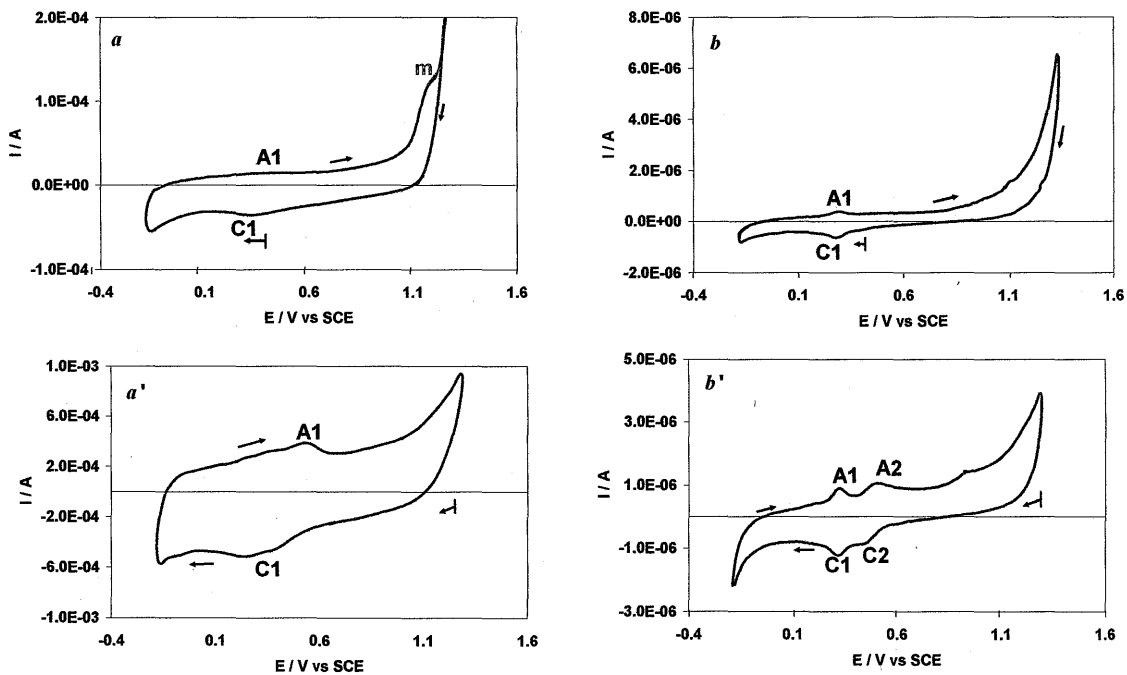 a
2.0E-04
1.0E-04
0.0E+00
-1.0E-04
I / A
m
A1
C1
-0.4 0.1 0.6 1.1 1.6
E / V vs SCE
b
8.0E-06
6.0E-06
4.0E-06
2.0E-06
0.0E+00
-2.0E-06
I / A
A1
C1
-0.4 0.1 0.6 1.1 1.6
E / V vs SCE
a'
1.0E-03
6.0E-04
2.0E-04
-2.0E-04
-6.0E-04
-1.0E-03
I / A
A1
C1
-0.4 0.1 0.6 1.1 1.6
E / V vs SCE
b'
5.0E-06
3.0E-06
1.0E-06
-1.0E-06
-3.0E-06
I / A
A1 A2
C1 C2
-0.4 0.1 0.6 1.1 1.6
E / V vs SCE